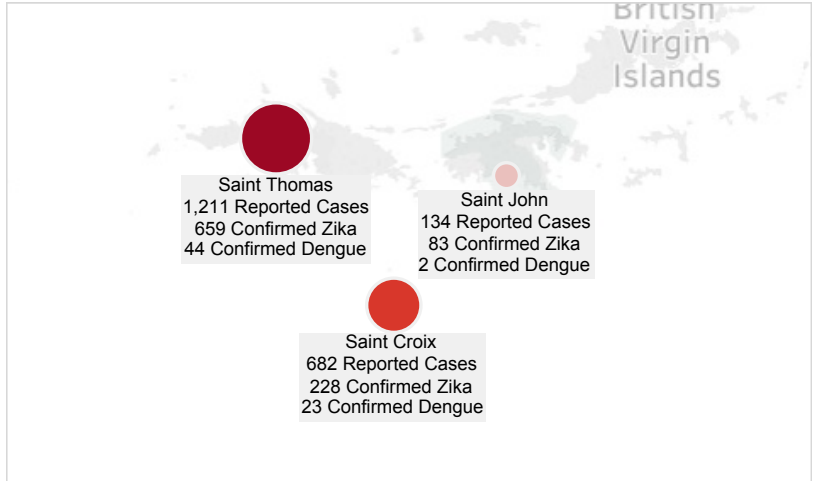 British
Virgin
Islands
Saint Thomas
1,211 Reported Cases
659 Confirmed Zika
44 Confirmed Dengue
Saint John
134 Reported Cases
83 Confirmed Zika
2 Confirmed Dengue
Saint Croix
682 Reported Cases
228 Confirmed Zika
23 Confirmed Dengue